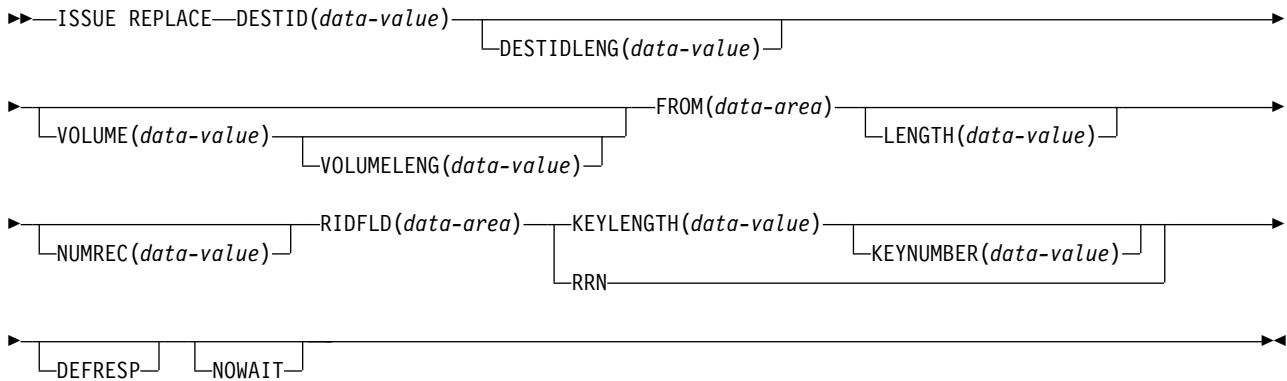 ISSUE REPLACE DESTID(data-value)
DESTIDLENG(data-value)
FROM(data-area)
VOLUME(data-value) LENGTH(data-value)
VOLUMELENG(data-value)
RIDFLD(data-area) KEYLENGTH(data-value)
NUMREC(data-value) KEYNUMBER(data-value)
RRN
DEFRESP NOWAIT